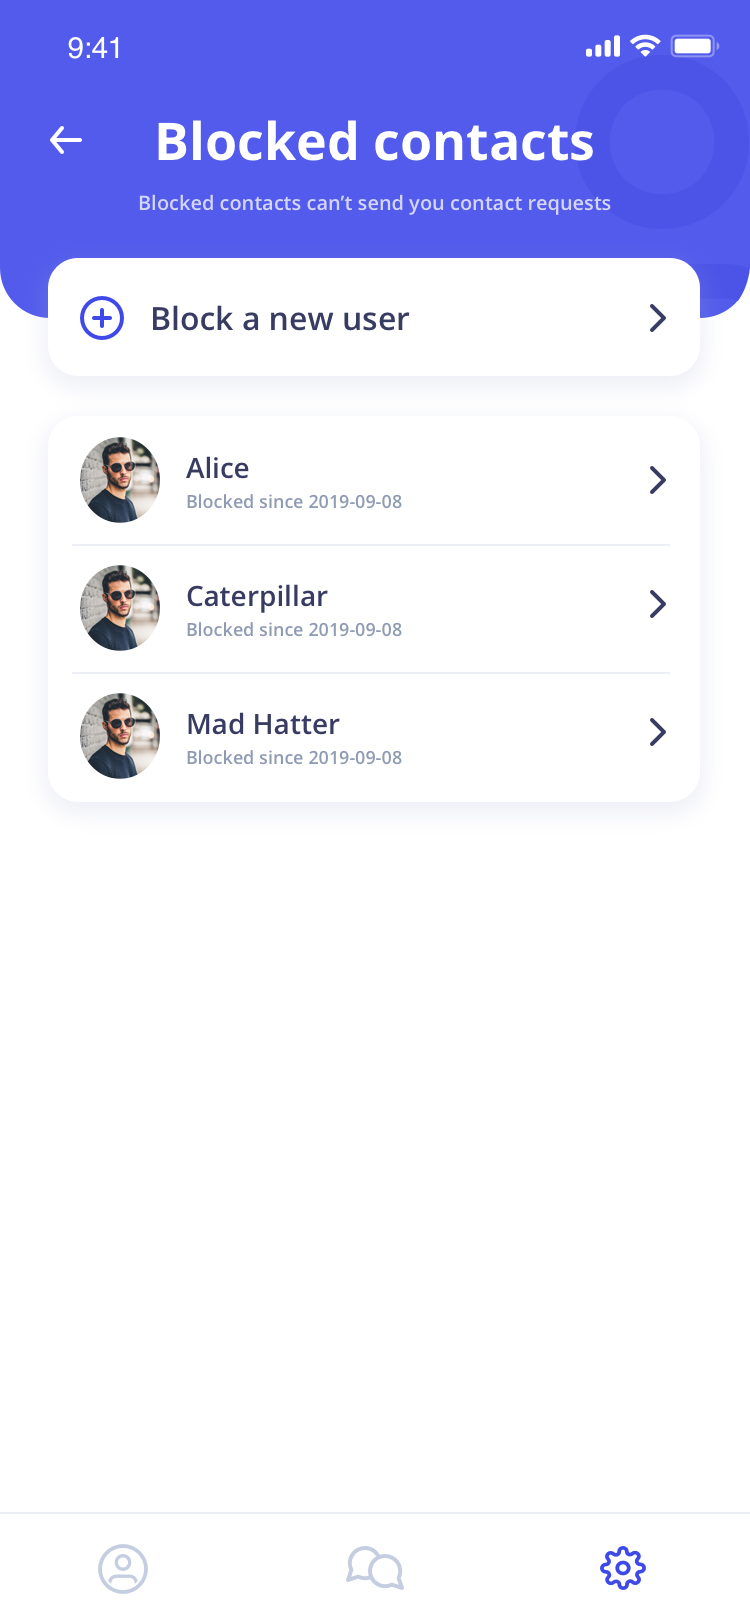 9:41
Blocked contacts
Blocked contacts can’t send you contact requests
Block a new user
Alice
Blocked since 2019-09-08
Caterpillar
Blocked since 2019-09-08
Mad Hatter
Blocked since 2019-09-08